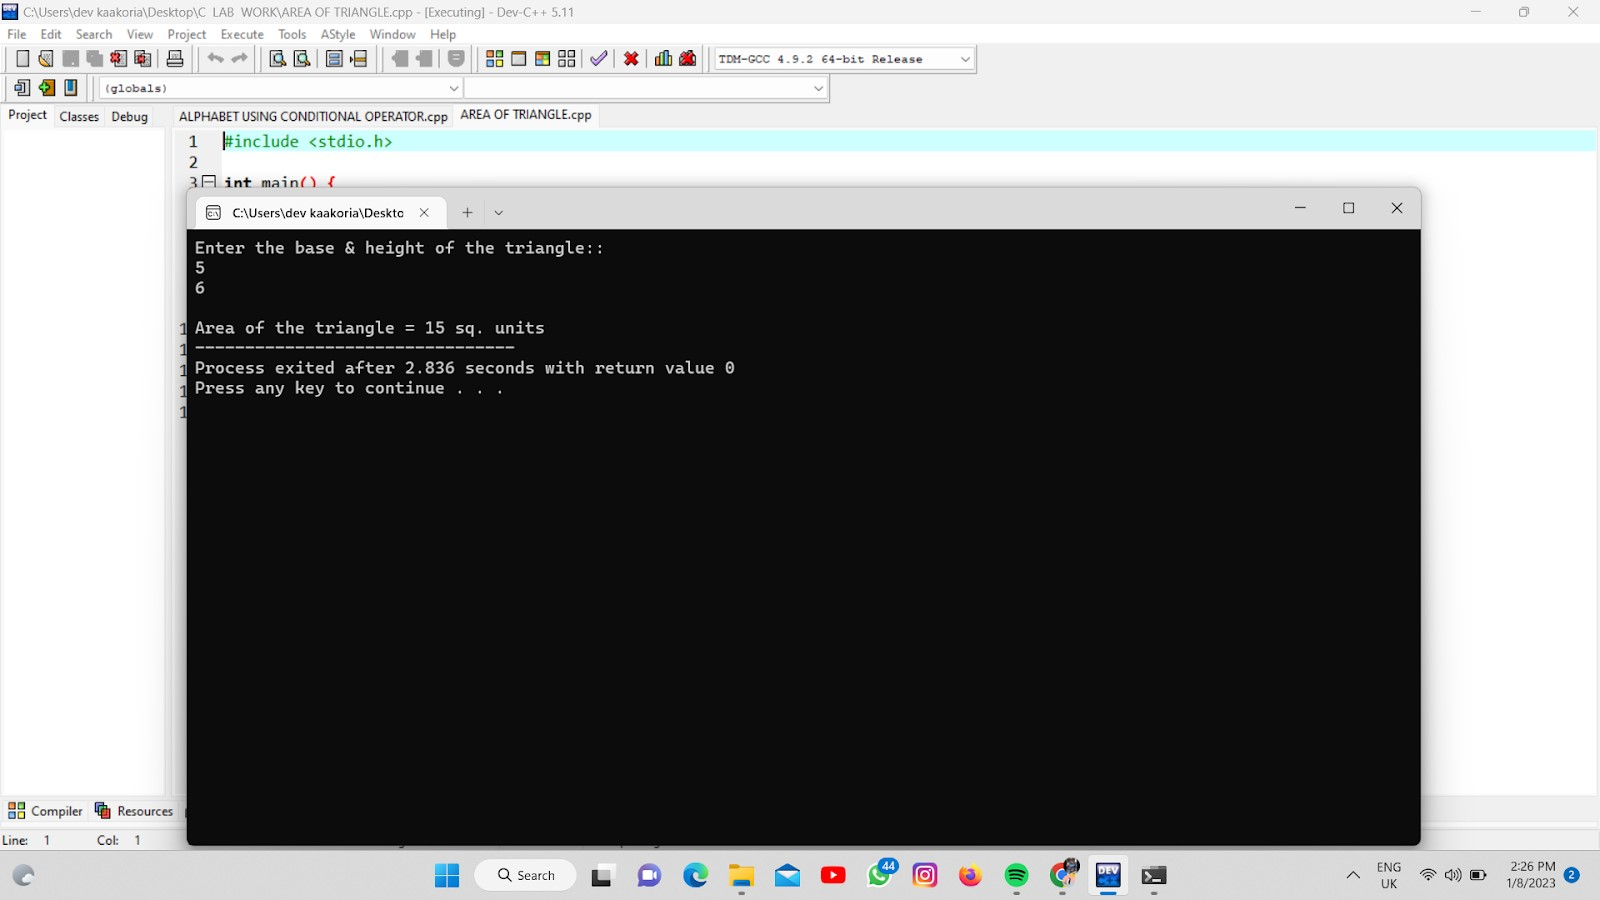 C:\Users\dev kaakoria\Desktop\C LAB WORK\AREA OF TRIANGLE.cpp - [Executing] - Dev-C++ 5.11
File Edit Search View Project Execute Tools AStyle Window Help
TDM-GCC 4.9.2 64-bit Release
(globals)
Project Classes Debug ALPHABET USING CONDITIONAL OPERATOR.cpp AREA OF TRIANGLE.cpp
1 #include <stdio.h>
2
3 int main() {
C:\Users\dev kaakoria\Deskto
Enter the base & height of the triangle::
5
6
Area of the triangle = 15 sq. units
--------------------------------
Process exited after 2.836 seconds with return value 0
Press any key to continue . . .
Compiler Resources
Line: 1 Col: 1
Search 44 DEV ENG 2:26 PM
UK 1/8/2023 2